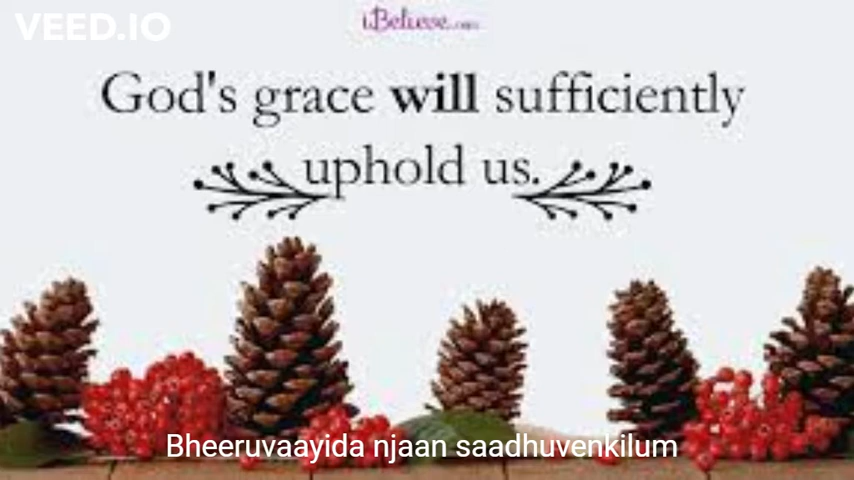 VEED.IO
iBelieve.com
God's grace will sufficiently
uphold us.
Bheeruvaayida njaan saadhuvenkilum